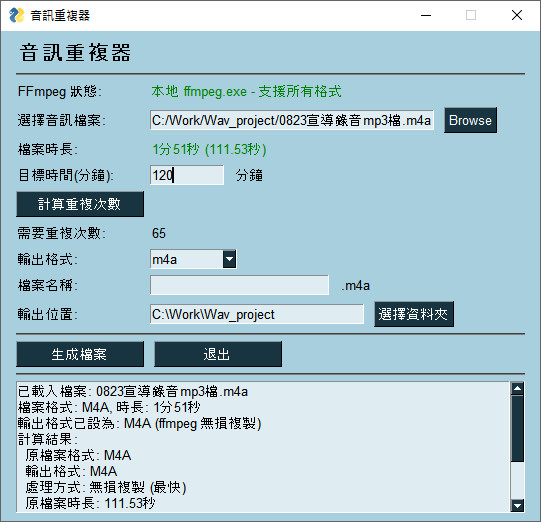 音訊重複器
音訊重複器
FFmpeg 狀態: 本地 ffmpeg.exe - 支援所有格式
選擇音訊檔案: C:/Work/Wav_project/0823宣導錄音mp3檔.m4a Browse
檔案時長: 1分51秒 (111.53秒)
目標時間(分鐘): 120 分鐘
計算重複次數
需要重複次數: 65
輸出格式: m4a
檔案名稱: .m4a
輸出位置: C:\Work\Wav_project 選擇資料夾
生成檔案 退出
已載入檔案: 0823宣導錄音mp3檔.m4a
檔案格式: M4A, 時長: 1分51秒
輸出格式已設為: M4A (ffmpeg 無損複製)
計算結果:
原檔案格式: M4A
輸出格式: M4A
處理方式: 無損複製 (最快)
原檔案時長: 111.53秒